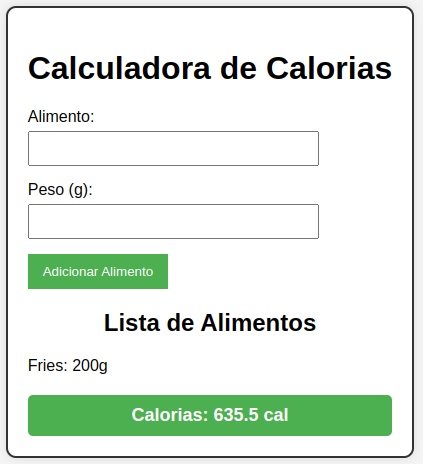 Calculadora de Calorias
Alimento:
Peso (g):
Adicionar Alimento
Lista de Alimentos
Fries: 200g
Calorias: 635.5 cal